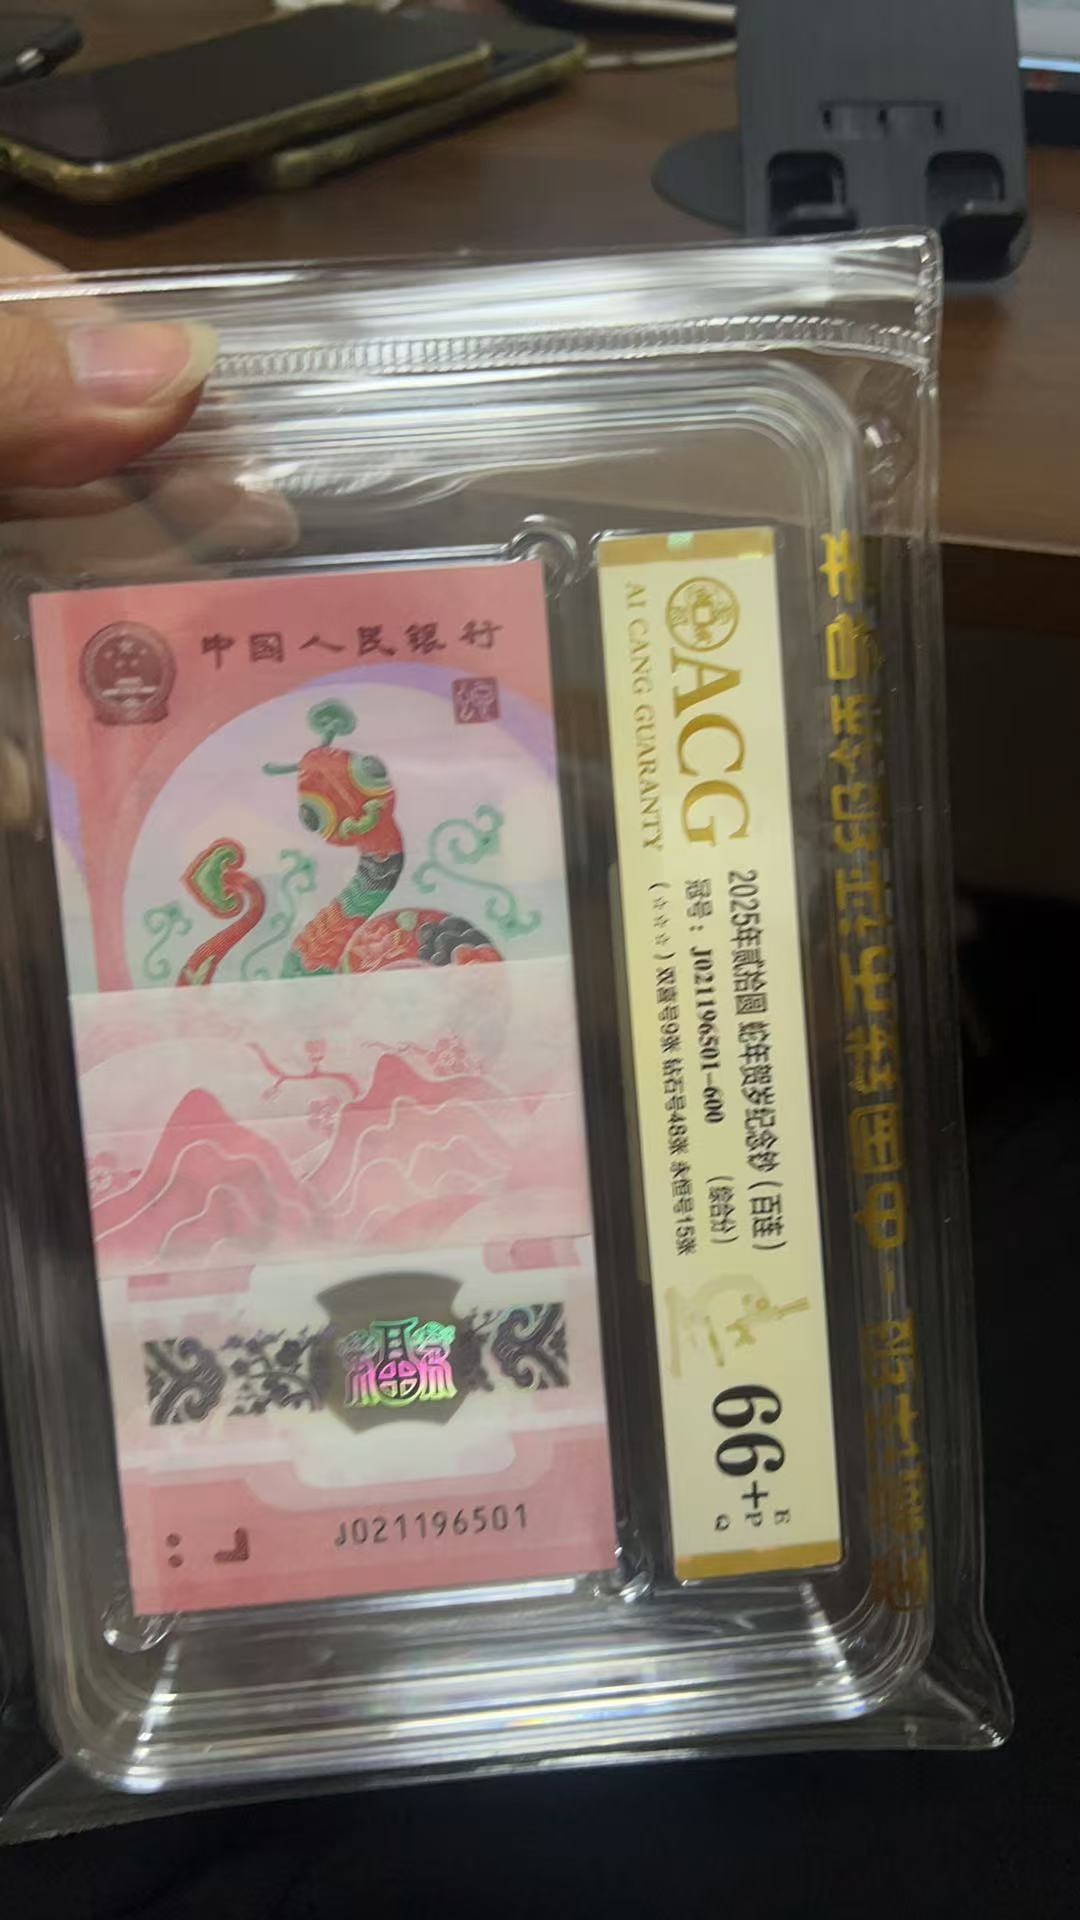 中国人民银行
J021196501
ACG
AI CANG GUARANTY
2025年贰拾圆 蛇年贺岁纪念钞（百连）
冠号：J021196501-600 （综合分）
（☆☆☆）双喜号9张 钻石号48张 永恒号15张
66+
E
P
Q